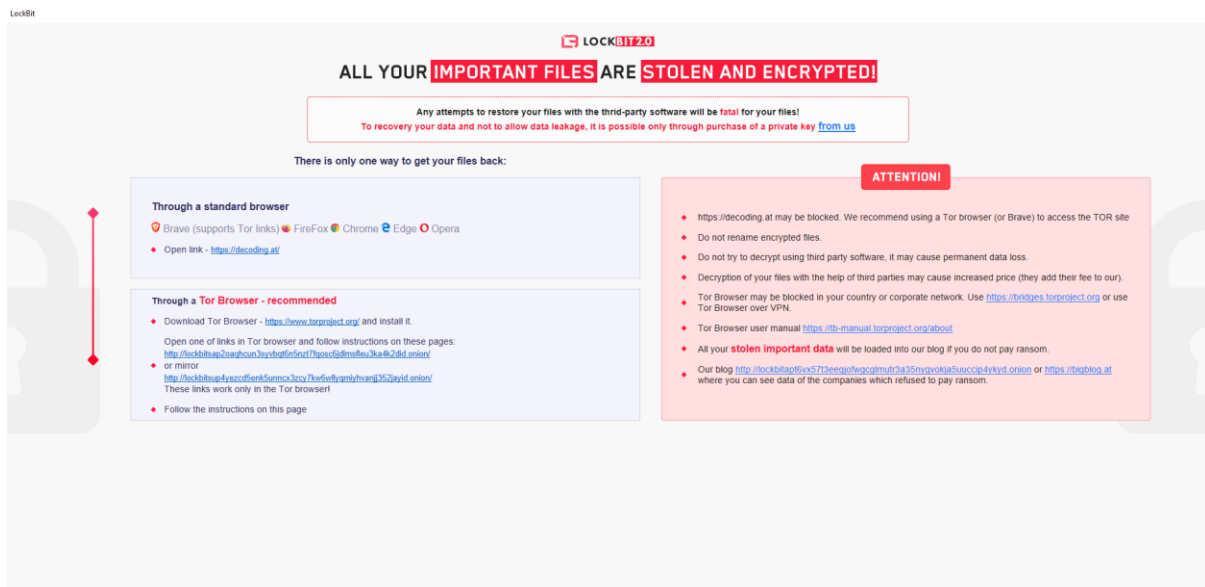 LockBit
LOCKBIT 2.0
ALL YOUR IMPORTANT FILES ARE STOLEN AND ENCRYPTED!
Any attempts to restore your files with the thrid-party software will be fatal for your files!
To recovery your data and not to allow data leakage, it is possible only through purchase of a private key from us
There is only one way to get your files back:
Through a standard browser
Brave (supports Tor links) FireFox Chrome Edge Opera
Open link - https://decoding.at/
Through a Tor Browser - recommended
Download Tor Browser - https://www.torproject.org/ and install it.
Open one of links in Tor browser and follow instructions on these pages:
or mirror
These links work only in the Tor browser!
Follow the instructions on this page
ATTENTION!
https://decoding.at may be blocked. We recommend using a Tor browser (or Brave) to access the TOR site
Do not rename encrypted files.
Do not try to decrypt using third party software, it may cause permanent data loss.
Decryption of your files with the help of third parties may cause increased price (they add their fee to our).
Tor Browser may be blocked in your country or corporate network. Use https://bridges.torproject.org or use
Tor Browser over VPN.
Tor Browser user manual https://tb-manual.torproject.org/about
All your stolen important data will be loaded into our blog if you do not pay ransom.
Our blog or https://bigblog.at
where you can see data of the companies which refused to pay ransom.